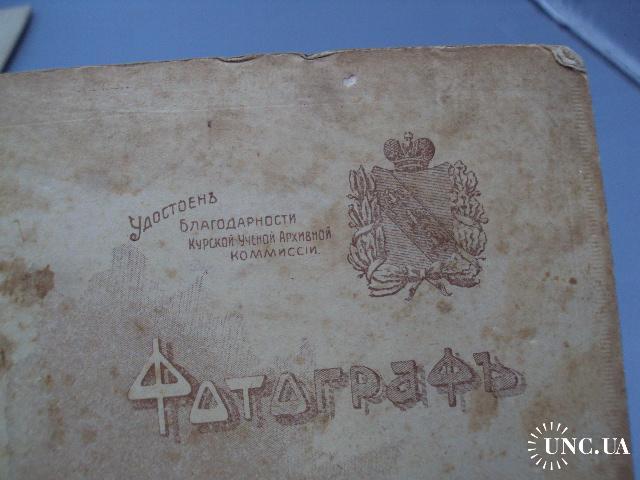 Удостоенъ
Благодарности
Курской Ученой Архивной
Коммиссіи.
Фотографъ
UNC.UA